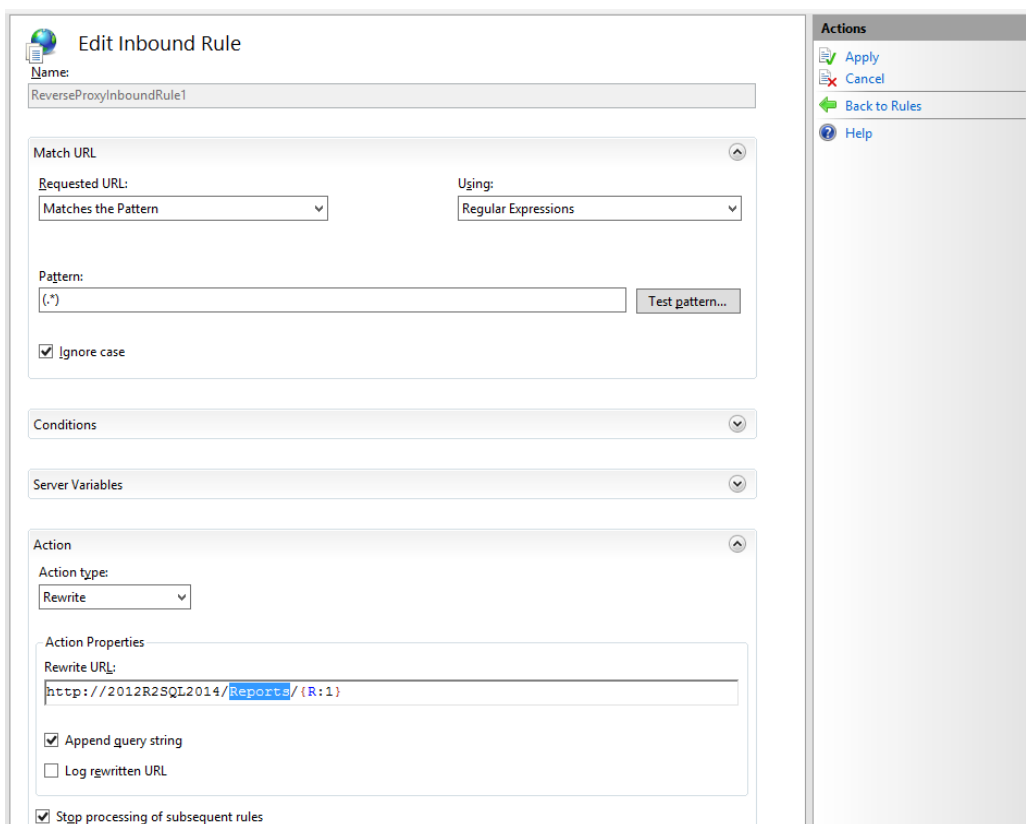 Edit Inbound Rule
Name:
ReverseProxyInboundRule1
Match URL
Requested URL:
Using:
Matches the Pattern
Regular Expressions
Pattern:
(.*)
Test pattern...
Ignore case
Conditions
Server Variables
Action
Action type:
Rewrite
Action Properties
Rewrite URL:
http://2012R2SQL2014/Reports/{R:1}
Append query string
Log rewritten URL
Stop processing of subsequent rules
Actions
Apply
Cancel
Back to Rules
Help